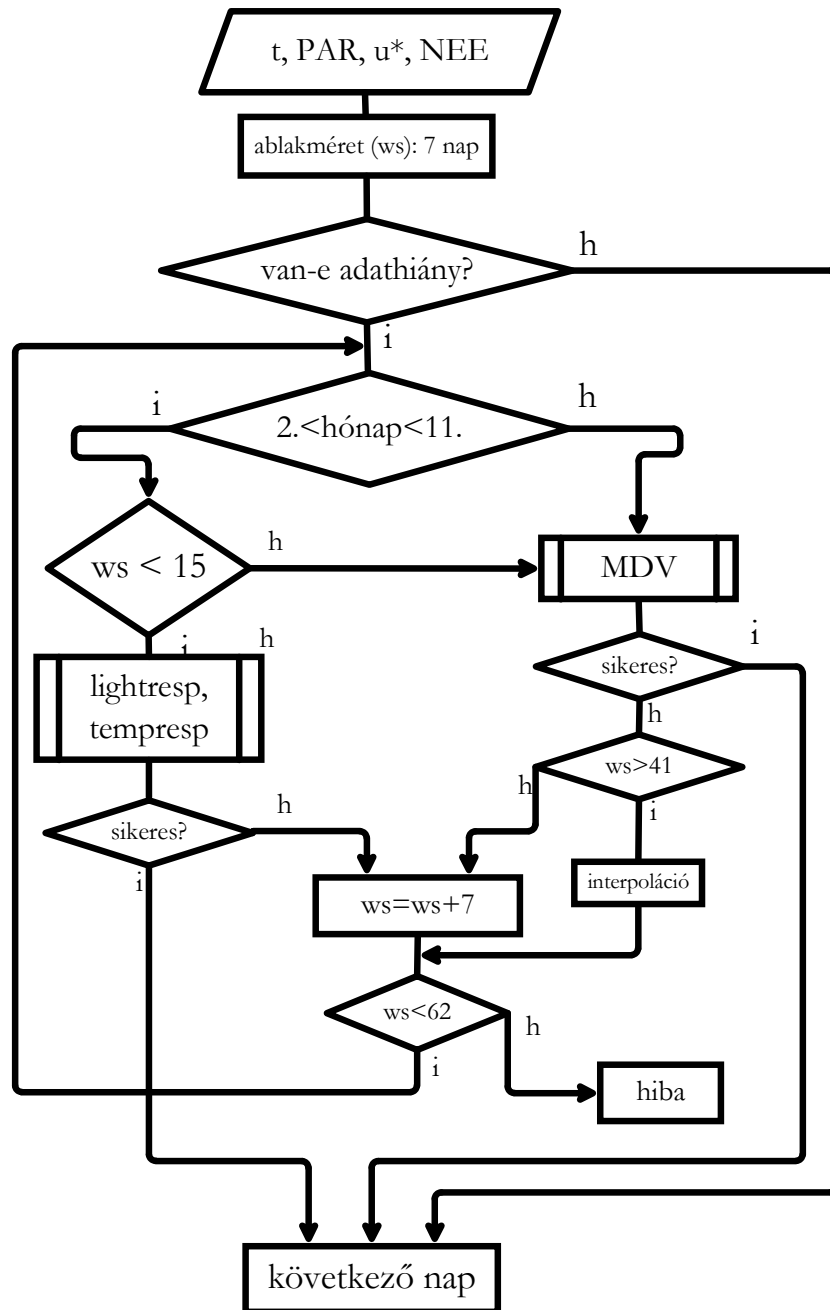 t, PAR, u*, NEE
ablakméret (ws): 7 nap
h
van-e adathiány?
i
i
h
2.<hónap<11.
h
ws < 15
MDV
i
h
i
sikeres?
lightresp,
tempresp
h
ws>41
h
h
i
sikeres?
i
interpoláció
ws=ws+7
ws<62
h
i
hiba
következő nap